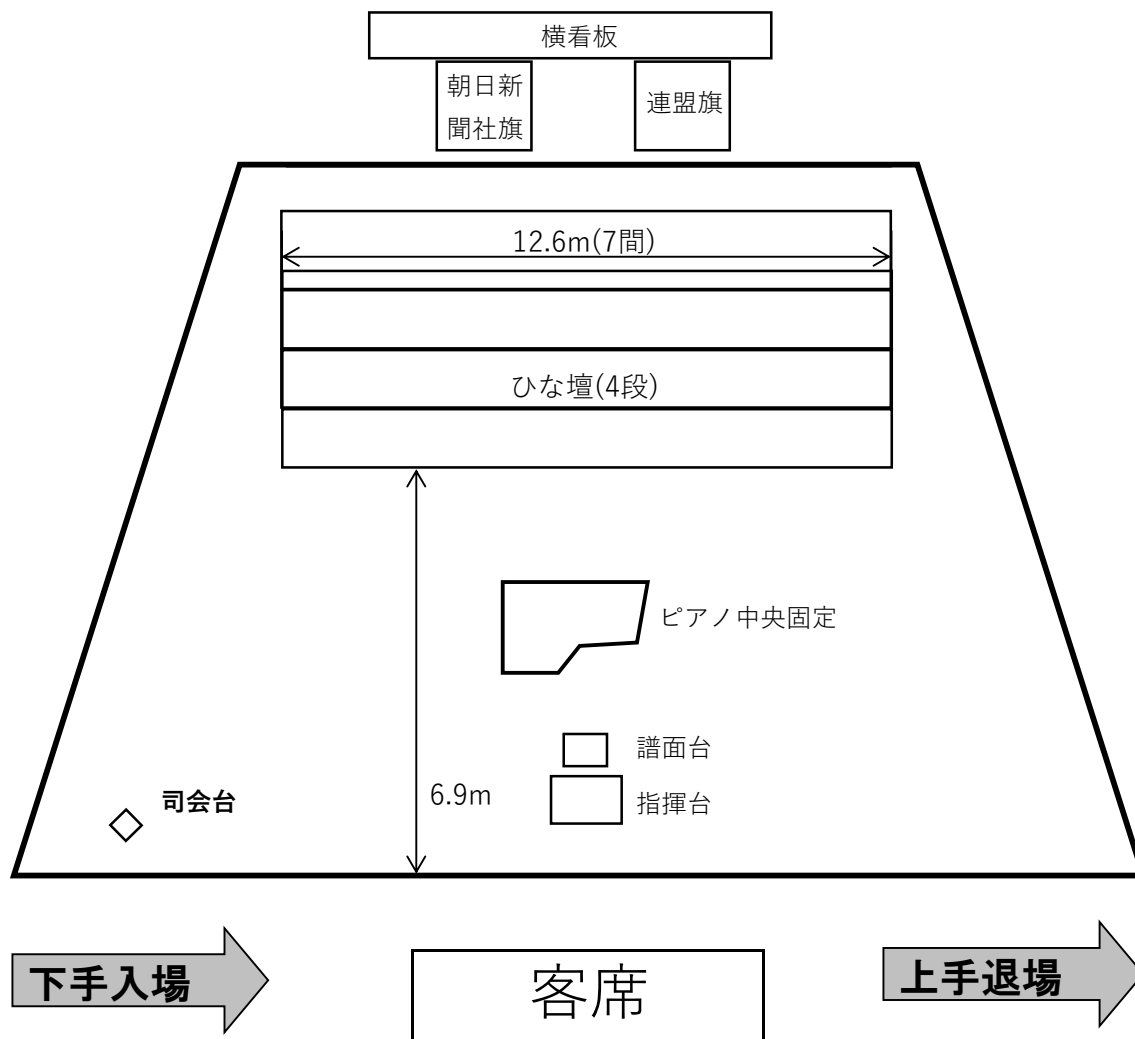 横看板
朝日新
聞社旗
連盟旗
12.6m(7間)
ひな壇(4段)
ピアノ中央固定
譜面台
6.9m
指揮台
司会台
下手入場
客席
上手退場